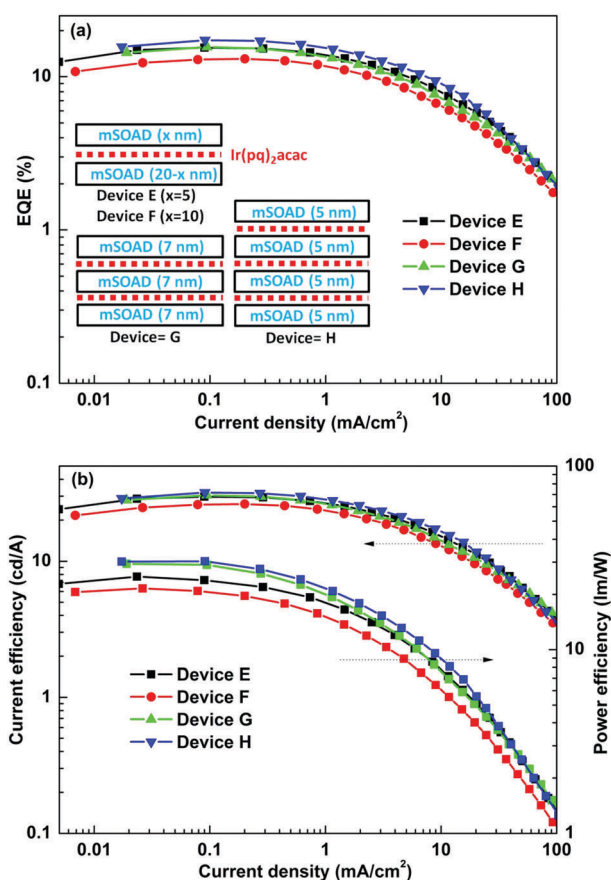 (a)
10
1
0.1
EQE (%)
mSOAD (x nm)
Ir(pq)₂acac
mSOAD (20-x nm)
Device E (x=5)
Device F (x=10)
mSOAD (7 nm)
mSOAD (7 nm)
mSOAD (7 nm)
Device= G
mSOAD (5 nm)
mSOAD (5 nm)
mSOAD (5 nm)
mSOAD (5 nm)
Device= H
Device E
Device F
Device G
Device H
0.01 0.1 1 10 100
Current density (mA/cm²)
(b)
10
1
0.1
Current efficiency (cd/A)
100
10
1
Power efficiency (lm/W)
Device E
Device F
Device G
Device H
0.01 0.1 1 10 100
Current density (mA/cm²)